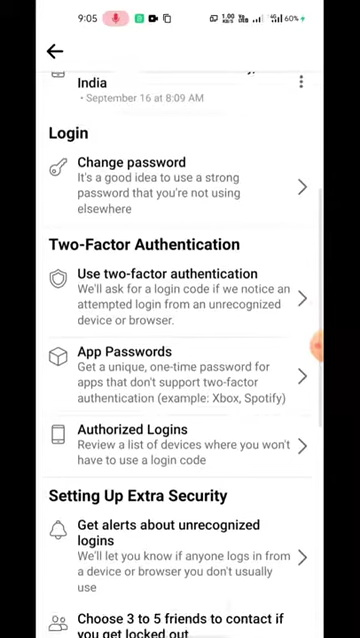 9:05
1.00
60%
India
• September 16 at 8:09 AM
Login
Change password
It's a good idea to use a strong
password that you're not using
elsewhere
Two-Factor Authentication
Use two-factor authentication
We'll ask for a login code if we notice an
attempted login from an unrecognized
device or browser.
App Passwords
Get a unique, one-time password for
apps that don't support two-factor
authentication (example: Xbox, Spotify)
Authorized Logins
Review a list of devices where you won't
have to use a login code
Setting Up Extra Security
Get alerts about unrecognized
logins
We'll let you know if anyone logs in from
a device or browser you don't usually
use
Choose 3 to 5 friends to contact if
you get locked out